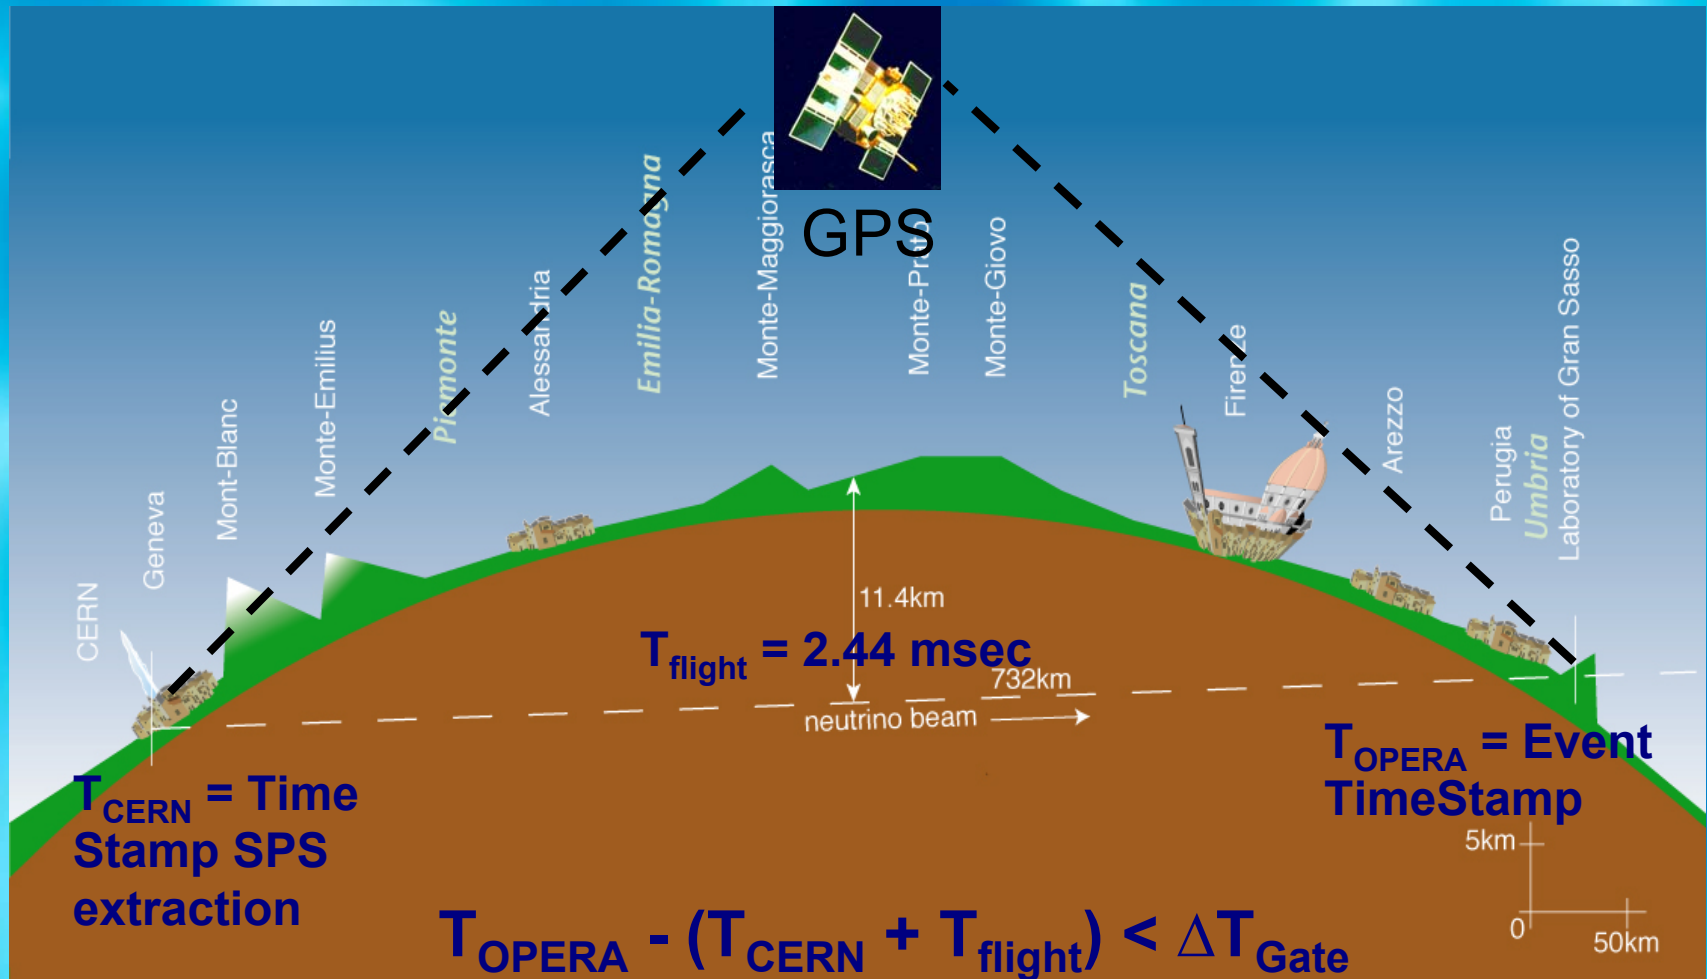 GPS
CERN
Geneva
Mont-Blanc
Monte-Emilius
Piemonte
Alessandria
Emilia-Romagna
Monte-Maggiorasca
Monte-Prato
Monte-Giovo
Toscana
Firenze
Arezzo
Perugia
Umbria
Laboratory of Gran Sasso
11.4km
T_flight = 2.44 msec
732km
neutrino beam
T_CERN = Time
Stamp SPS
extraction
T_OPERA = Event
TimeStamp
5km
0
50km
T_OPERA - (T_CERN + T_flight) < ΔT_Gate